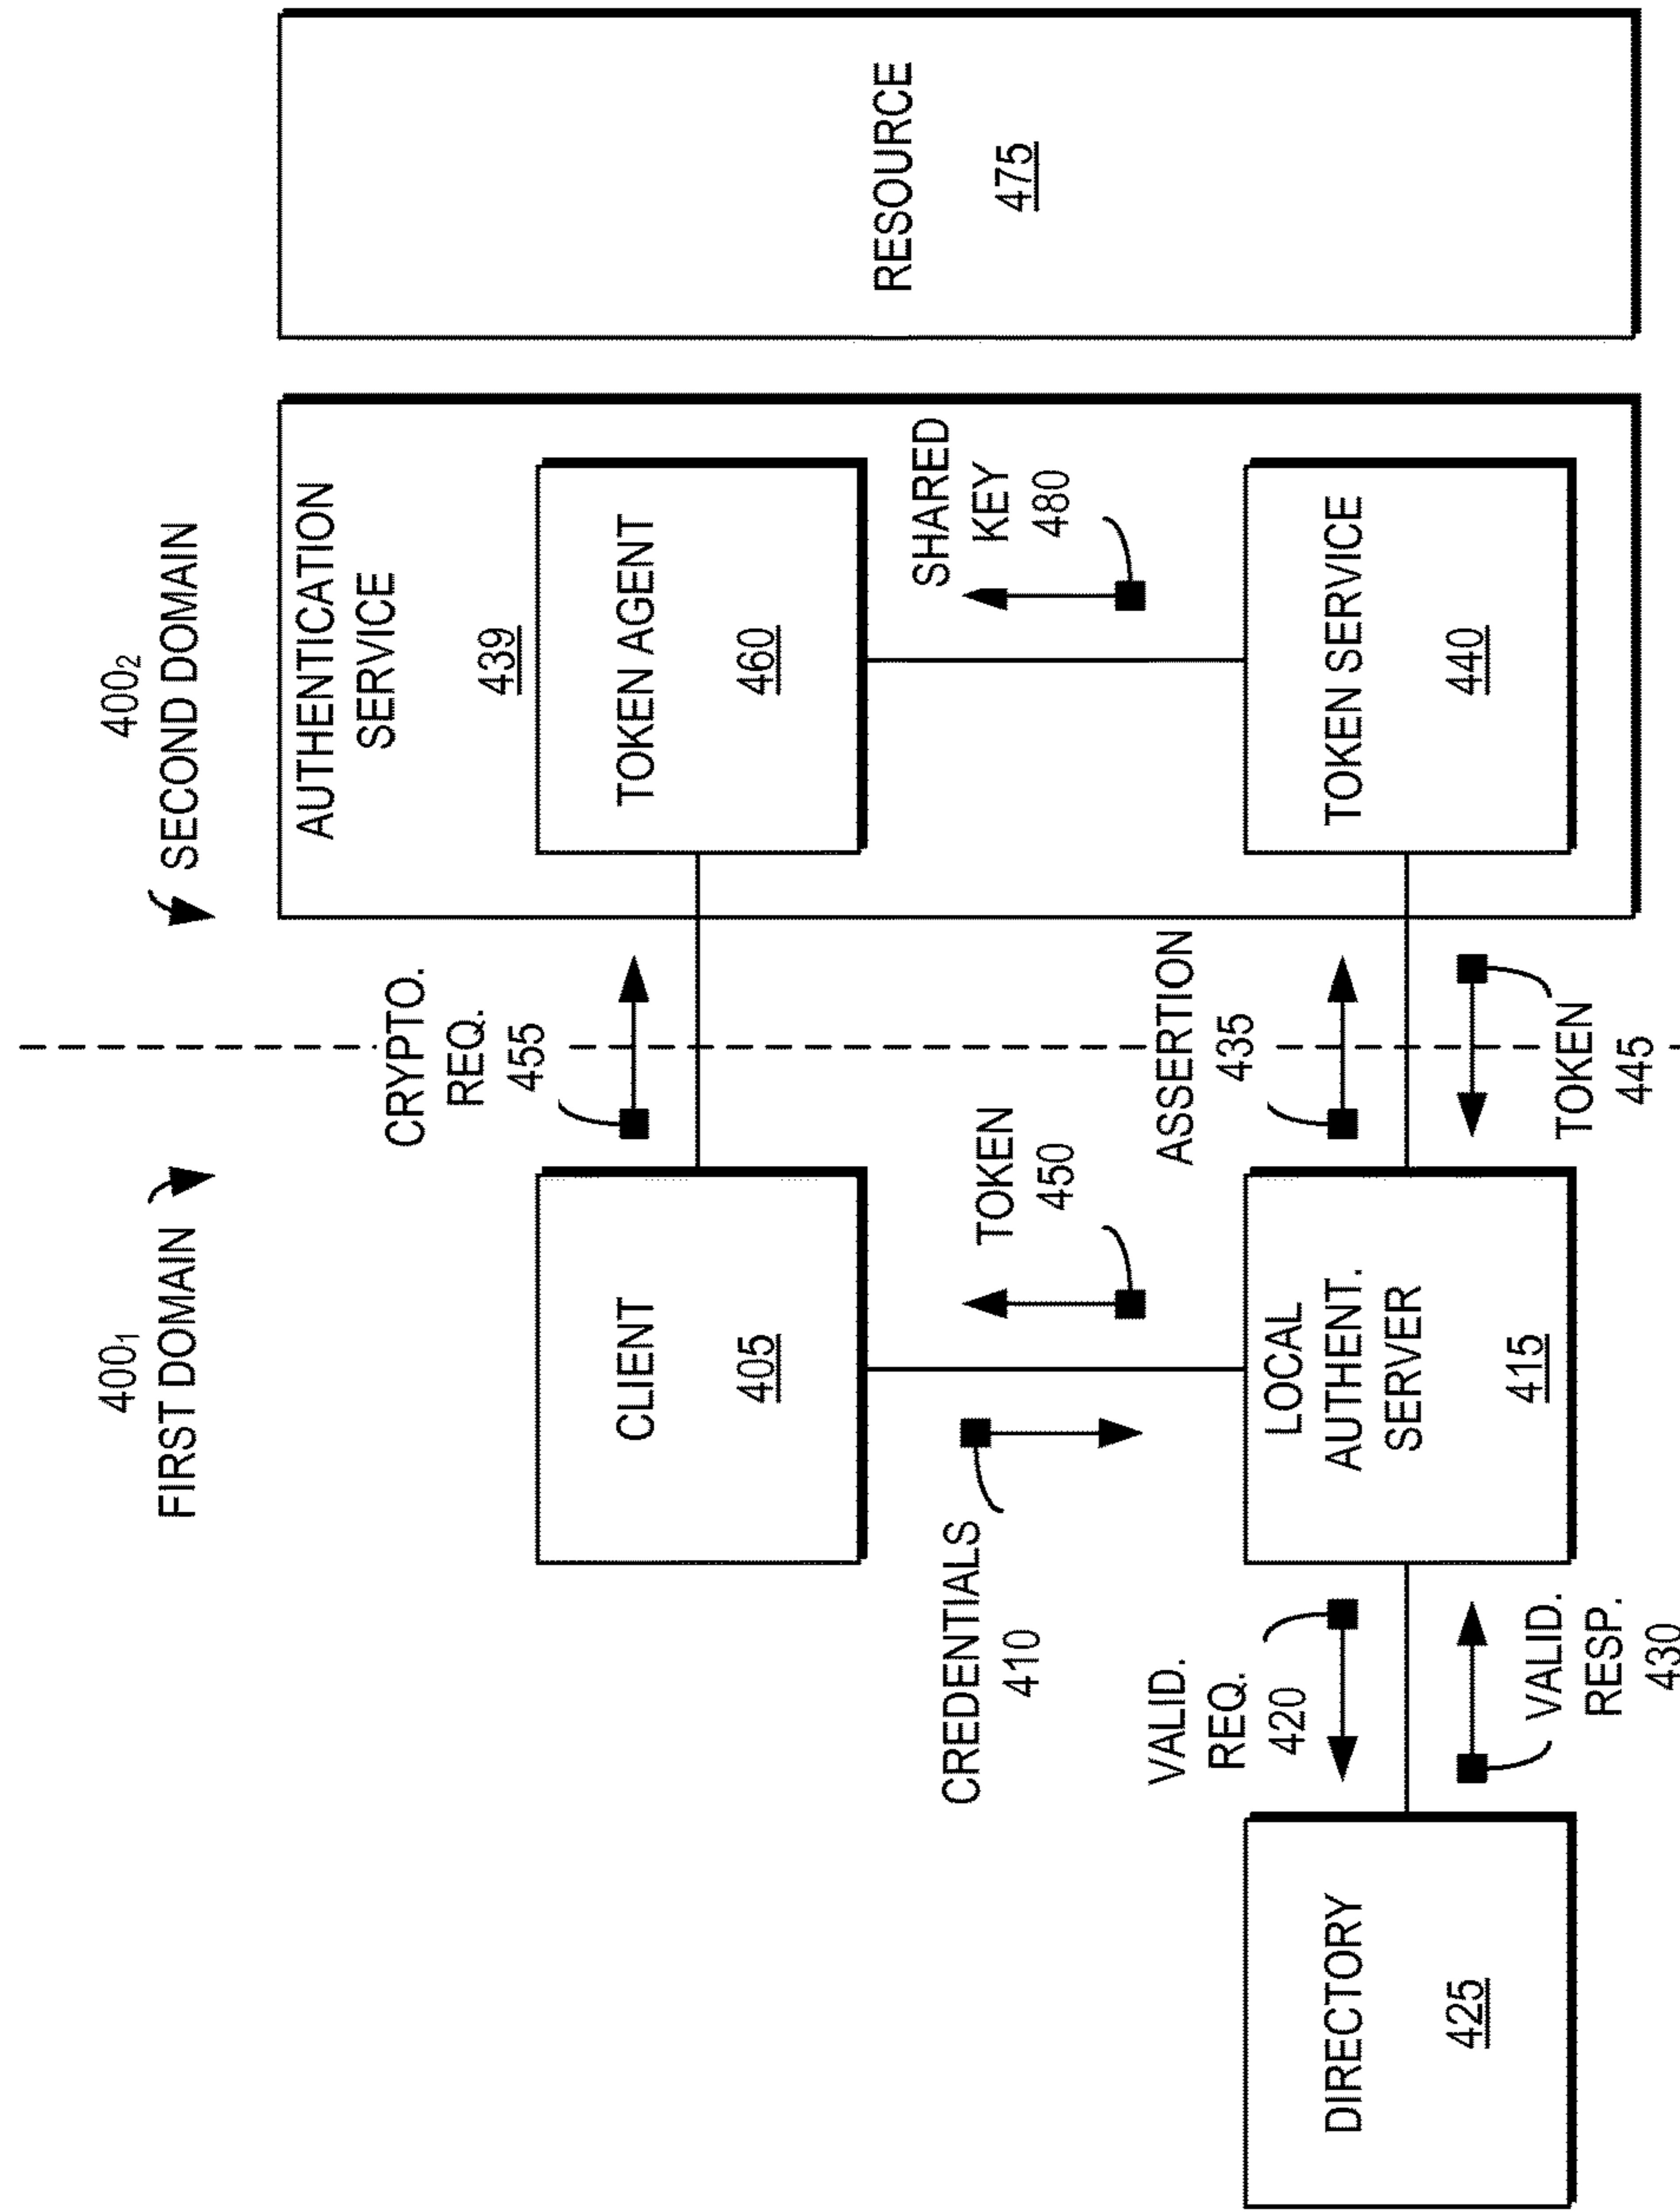 400₁
FIRST DOMAIN
400₂
SECOND DOMAIN
CLIENT
405
CRYPTO.
REQ.
455
AUTHENTICATION
SERVICE
439
TOKEN AGENT
460
RESOURCE
475
CREDENTIALS
410
TOKEN
450
SHARED
KEY
480
DIRECTORY
425
VALID.
REQ.
420
VALID.
RESP.
430
LOCAL
AUTHENT.
SERVER
415
ASSERTION
435
TOKEN
445
TOKEN SERVICE
440